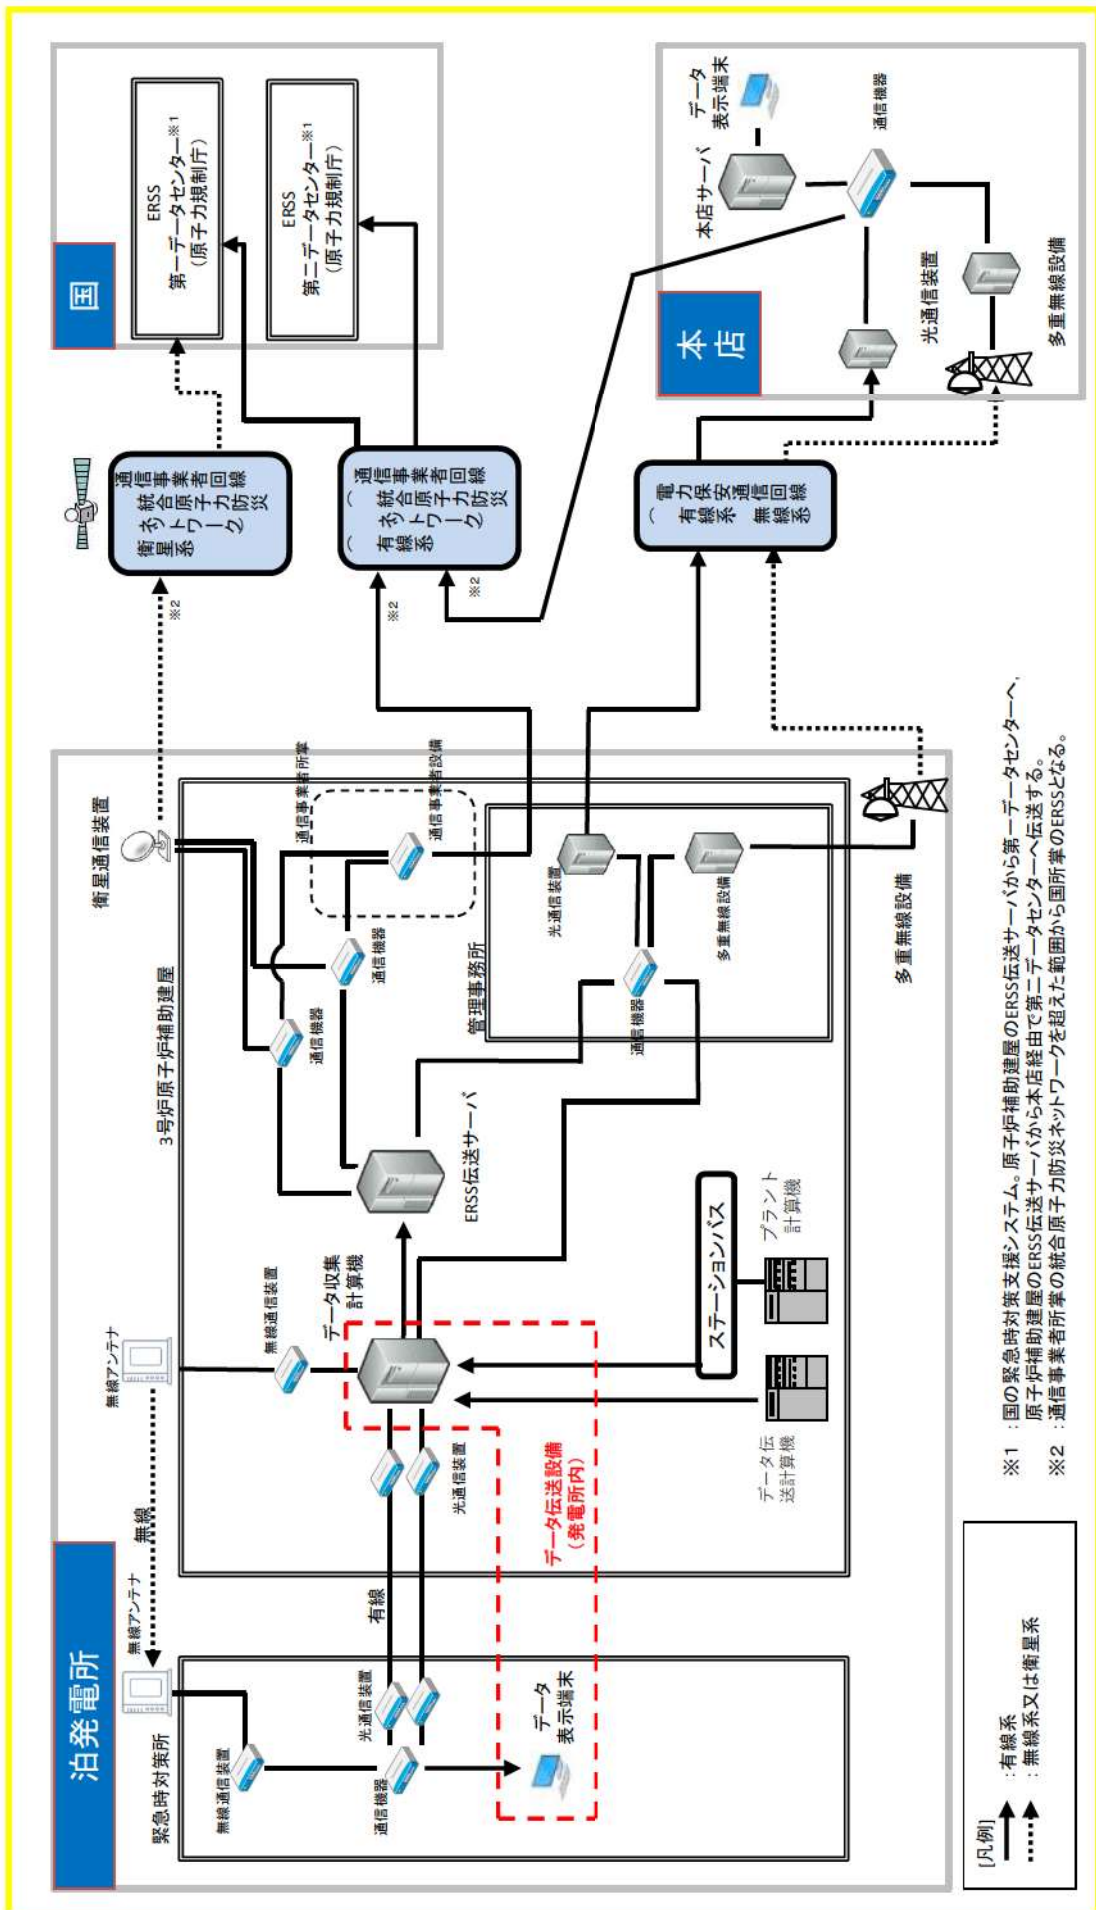 泊発電所
緊急時対策所
無線アンテナ
無線
無線アンテナ
無線通信装置
通信機器
光通信装置
有線
データ
表示端末
データ伝送設備
（発電所内）
3号炉原子炉補助建屋
無線通信装置
データ収集
計算機
光通信装置
ERSS伝送サーバ
データ伝
送計算機
プラント
計算機
ステーションバス
衛星通信装置
通信機器
通信機器
通信事業者所掌
通信事業者設備
管理事務所
通信機器
光通信装置
多重無線設備
多重無線設備
※2
※2
※2
通信事業者回線
（統合原子力防災
ネットワーク）
衛星系
通信事業者回線
（統合原子力防災
ネットワーク）
（有線系）
電力保安通信回線
（有線系、無線系）
国
ERSS
第一データセンター※1
（原子力規制庁）
ERSS
第二データセンター※1
（原子力規制庁）
本店
データ
表示端末
本店サーバ
通信機器
光通信装置
多重無線設備
[凡例]
：有線系
：無線系又は衛星系
※1 ：国の緊急時対策支援システム。原子炉補助建屋のERSS伝送サーバから第一データセンターへ、
原子炉補助建屋のERSS伝送サーバから本店経由で第二データセンターへ伝送する。
※2 ：通信事業者所掌の統合原子力防災ネットワークを超えた範囲から国所掌のERSSとなる。